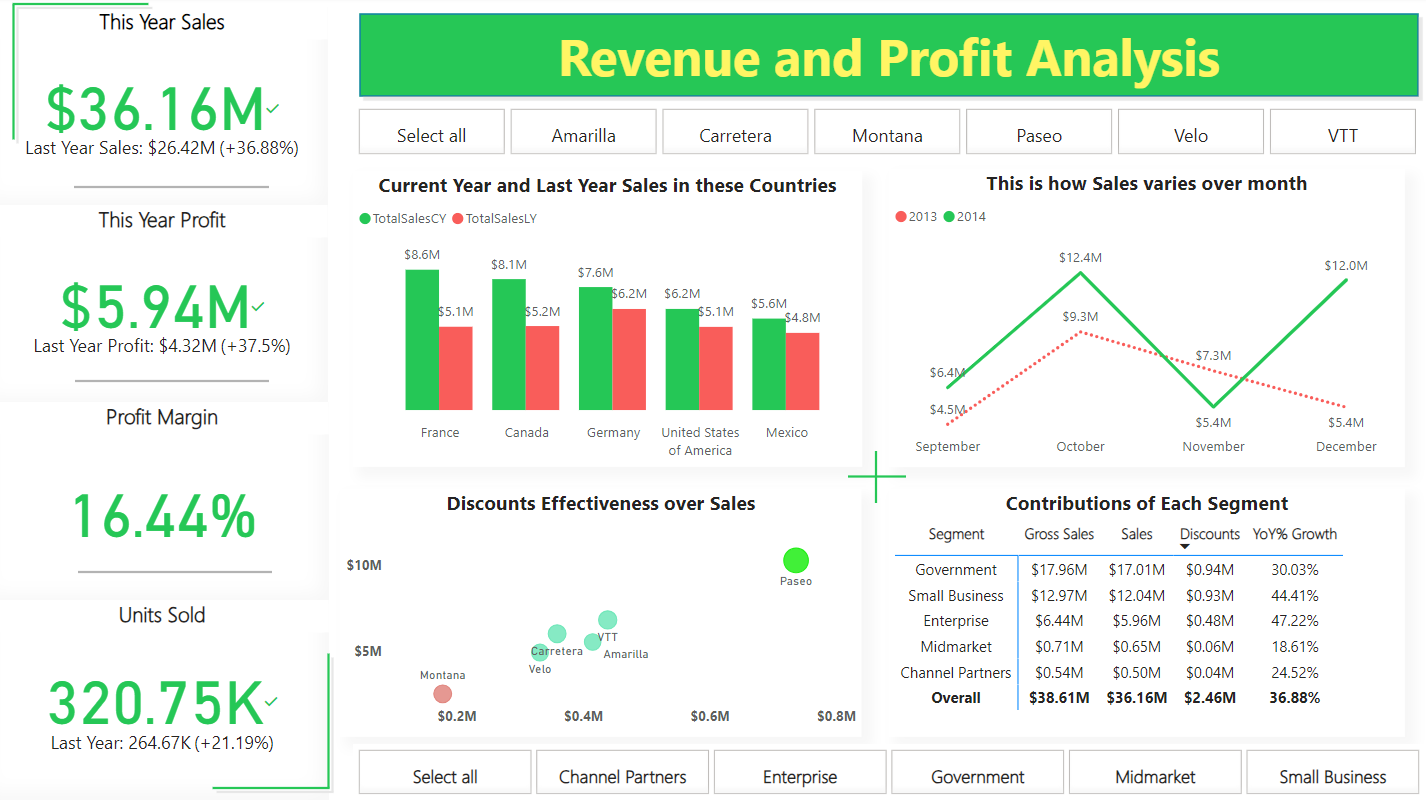 This Year Sales
$36.16M
Last Year Sales: $26.42M (+36.88%)
This Year Profit
$5.94M
Last Year Profit: $4.32M (+37.5%)
Profit Margin
16.44%
Units Sold
320.75K
Last Year: 264.67K (+21.19%)
Revenue and Profit Analysis
Select all Amarilla Carretera Montana Paseo Velo VTT
Current Year and Last Year Sales in these Countries
TotalSalesCY TotalSalesLY
$8.6M $5.1M $8.1M $5.2M $7.6M $6.2M $6.2M $5.1M $5.6M $4.8M
France Canada Germany United States Mexico
of America
This is how Sales varies over month
2013 2014
$12.4M $12.0M
$9.3M
$7.3M
$6.4M
$4.5M
$5.4M $5.4M
September October November December
Discounts Effectiveness over Sales
$10M
Paseo
VTT
$5M
Carretera
Amarilla
Velo
Montana
$0.2M $0.4M $0.6M $0.8M
Contributions of Each Segment
Segment Gross Sales Sales Discounts YoY% Growth
Government $17.96M $17.01M $0.94M 30.03%
Small Business $12.97M $12.04M $0.93M 44.41%
Enterprise $6.44M $5.96M $0.48M 47.22%
Midmarket $0.71M $0.65M $0.06M 18.61%
Channel Partners $0.54M $0.50M $0.04M 24.52%
Overall $38.61M $36.16M $2.46M 36.88%
Select all Channel Partners Enterprise Government Midmarket Small Business